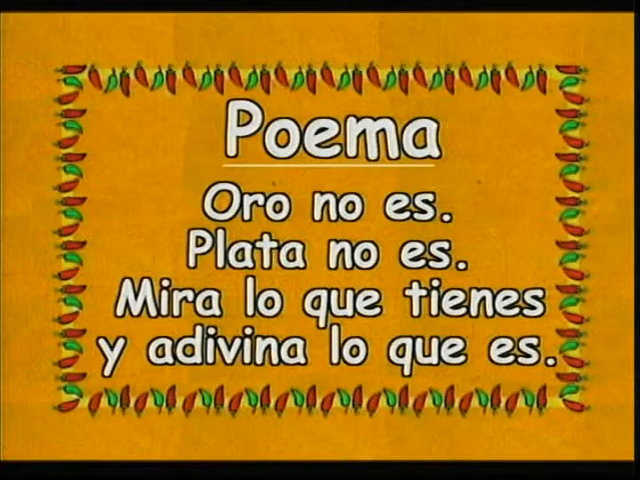 Poema
Oro no es.
Plata no es.
Mira lo que tienes
y adivina lo que es.